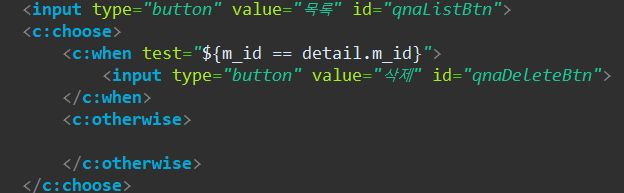 <input type="button" value="목록" id="qnaListBtn">
<c:choose>
<c:when test="${m_id == detail.m_id}">
<input type="button" value="삭제" id="qnaDeleteBtn">
</c:when>
<c:otherwise>
</c:otherwise>
</c:choose>